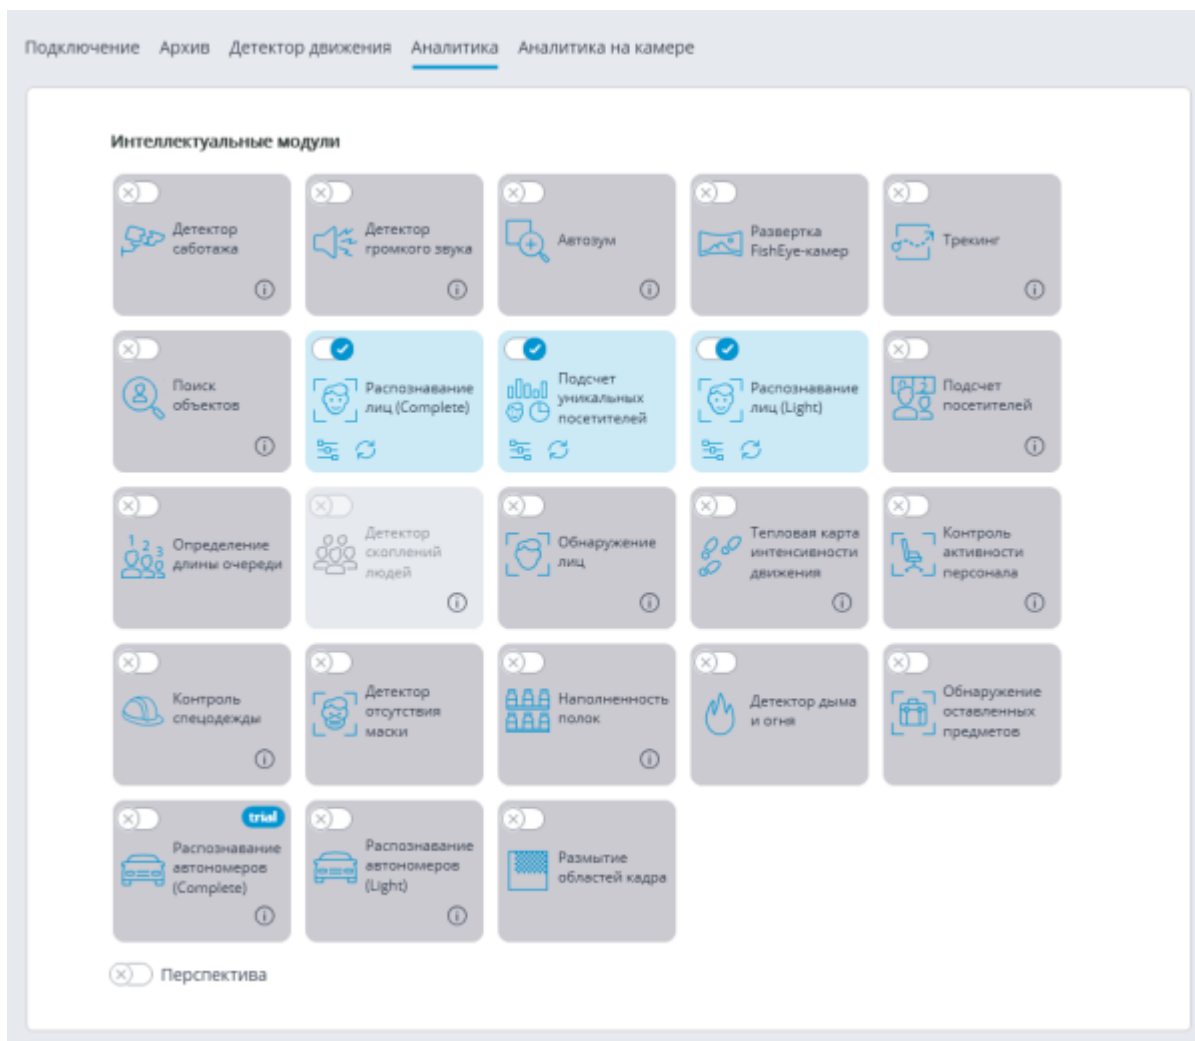 Подключение Архив Детектор движения Аналитика Аналитика на камере
Интеллектуальные модули
Детектор
саботажа
Детектор
громкого звука
Автозум
Развертка
FishEye-камер
Трекинг
Поиск
объектов
Распознавание
лиц (Complete)
Подсчет
уникальных
посетителей
Распознавание
лиц (Light)
Подсчет
посетителей
Определение
длины очереди
Детектор
скоплений
людей
Обнаружение
лиц
Тепловая карта
интенсивности
движения
Контроль
активности
персонала
Контроль
спецодежды
Детектор
отсутствия
маски
Наполненность
полок
Детектор дыма
и огня
Обнаружение
оставленных
предметов
trial
Распознавание
автономеров
(Complete)
Распознавание
автономеров
(Light)
Размытие
областей кадра
Перспектива